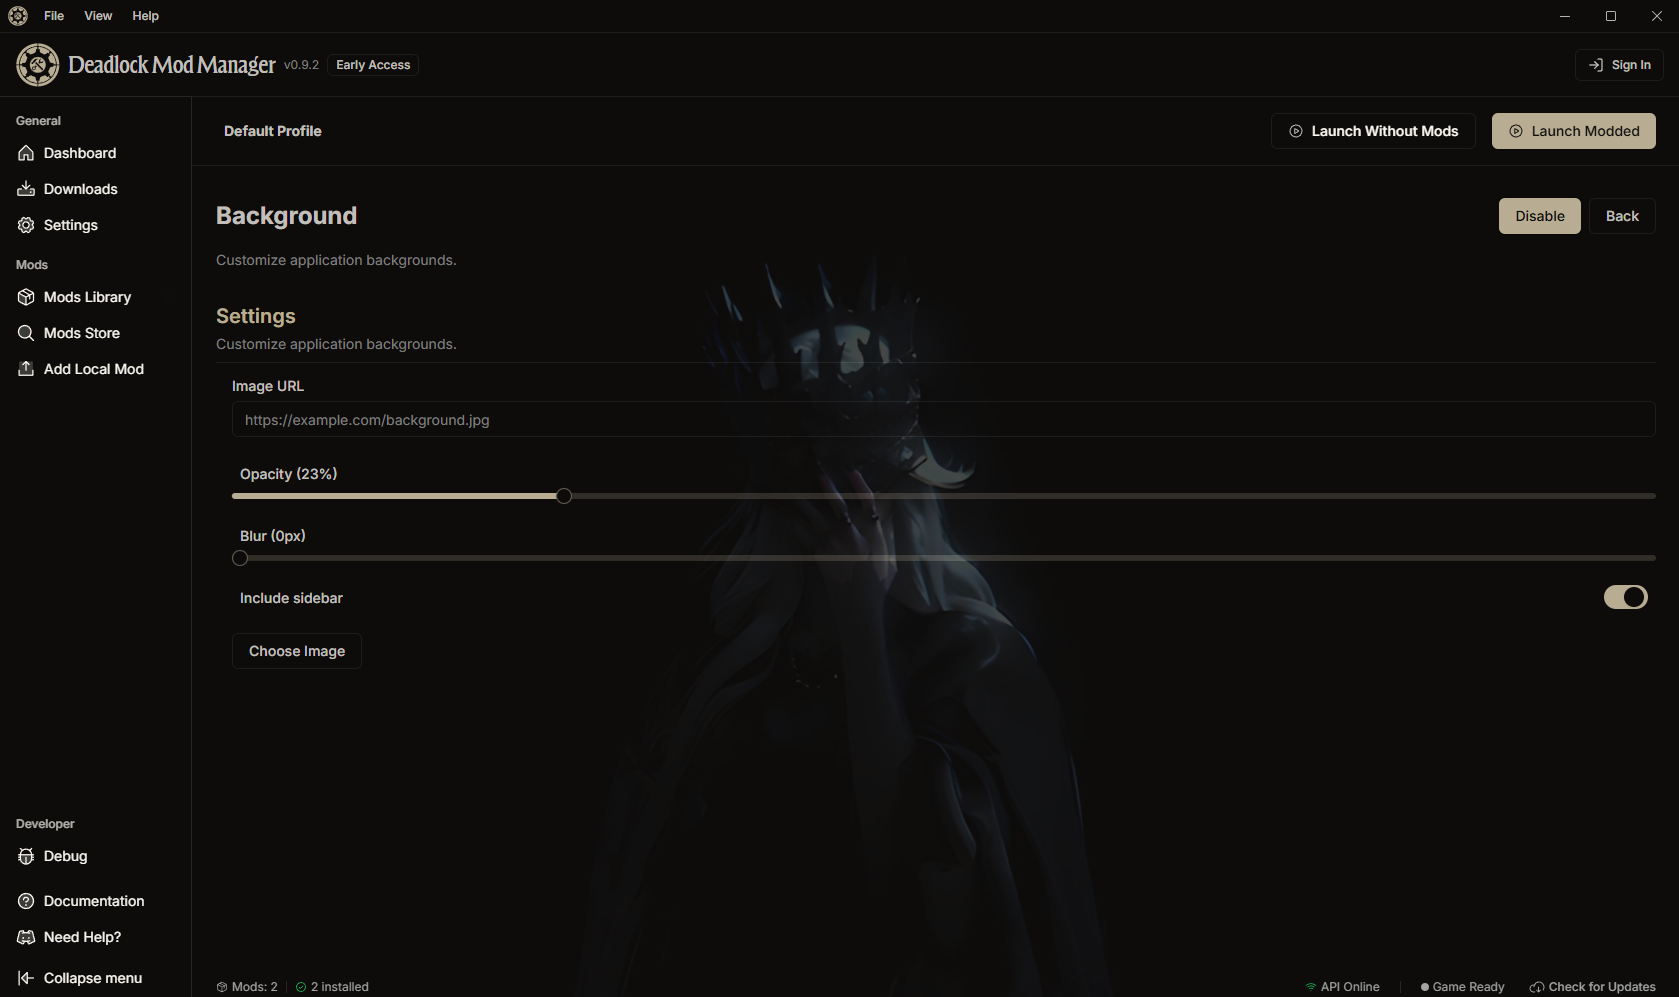 File View Help
Deadlock Mod Manager v0.9.2 Early Access
Sign In
General
Dashboard
Downloads
Settings
Mods
Mods Library
Mods Store
Add Local Mod
Developer
Debug
Documentation
Need Help?
Collapse menu
Default Profile
Launch Without Mods
Launch Modded
Background
Disable
Back
Customize application backgrounds.
Settings
Customize application backgrounds.
Image URL
https://example.com/background.jpg
Opacity (23%)
Blur (0px)
Include sidebar
Choose Image
Mods: 2
2 installed
API Online
Game Ready
Check for Updates